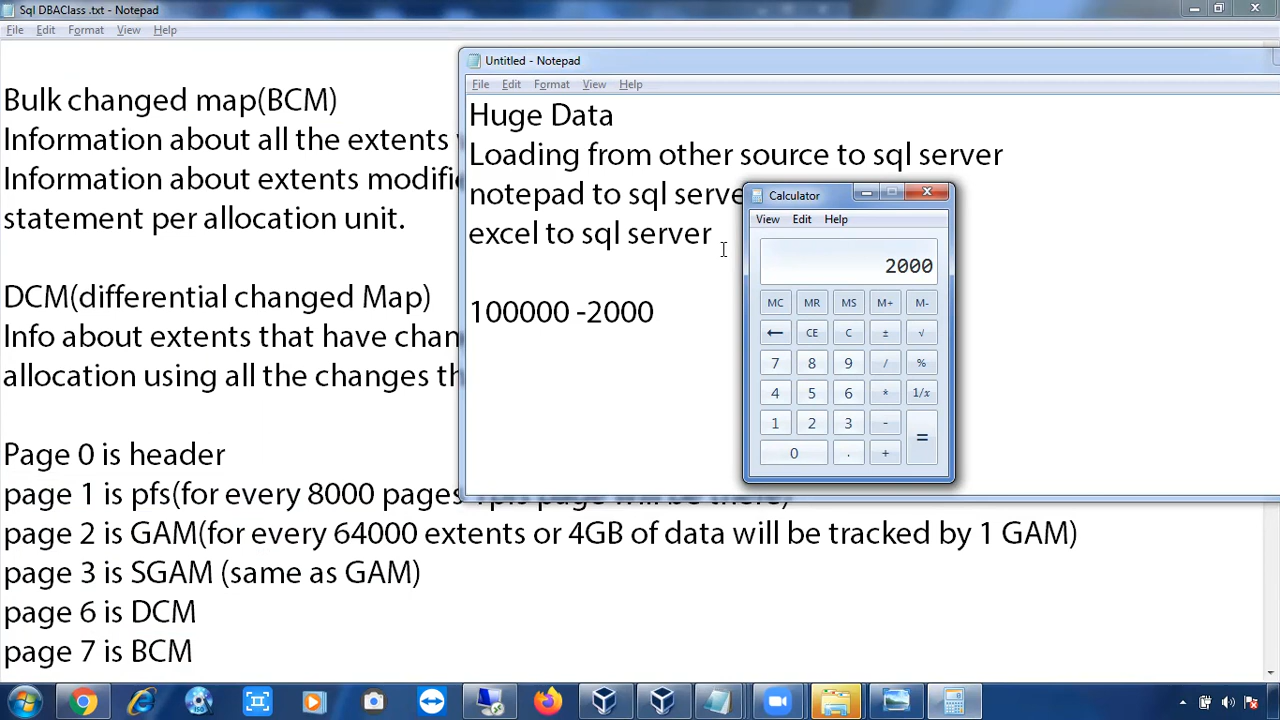 Sql DBAClass .txt - Notepad
File Edit Format View Help
Bulk changed map(BCM)
Information about all the extents
Information about extents
statement per allocation unit.
DCM(differential changed Map)
Info about extents that have
allocation using all the changes
Page 0 is header
page 1 is pfs(for every 8000 pages
page 2 is GAM(for every 64000 extents or 4GB of data will be tracked by 1 GAM)
page 3 is SGAM (same as GAM)
page 6 is DCM
page 7 is BCM
Untitled - Notepad
File Edit Format View Help
Huge Data
Loading from other source to sql server
notepad to sql serve
excel to sql server
100000 -2000
Calculator
View Edit Help
2000
MC MR MS M+ M-
← CE C ± √
7 8 9 / %
4 5 6 * 1/x
1 2 3 - =
0 . +